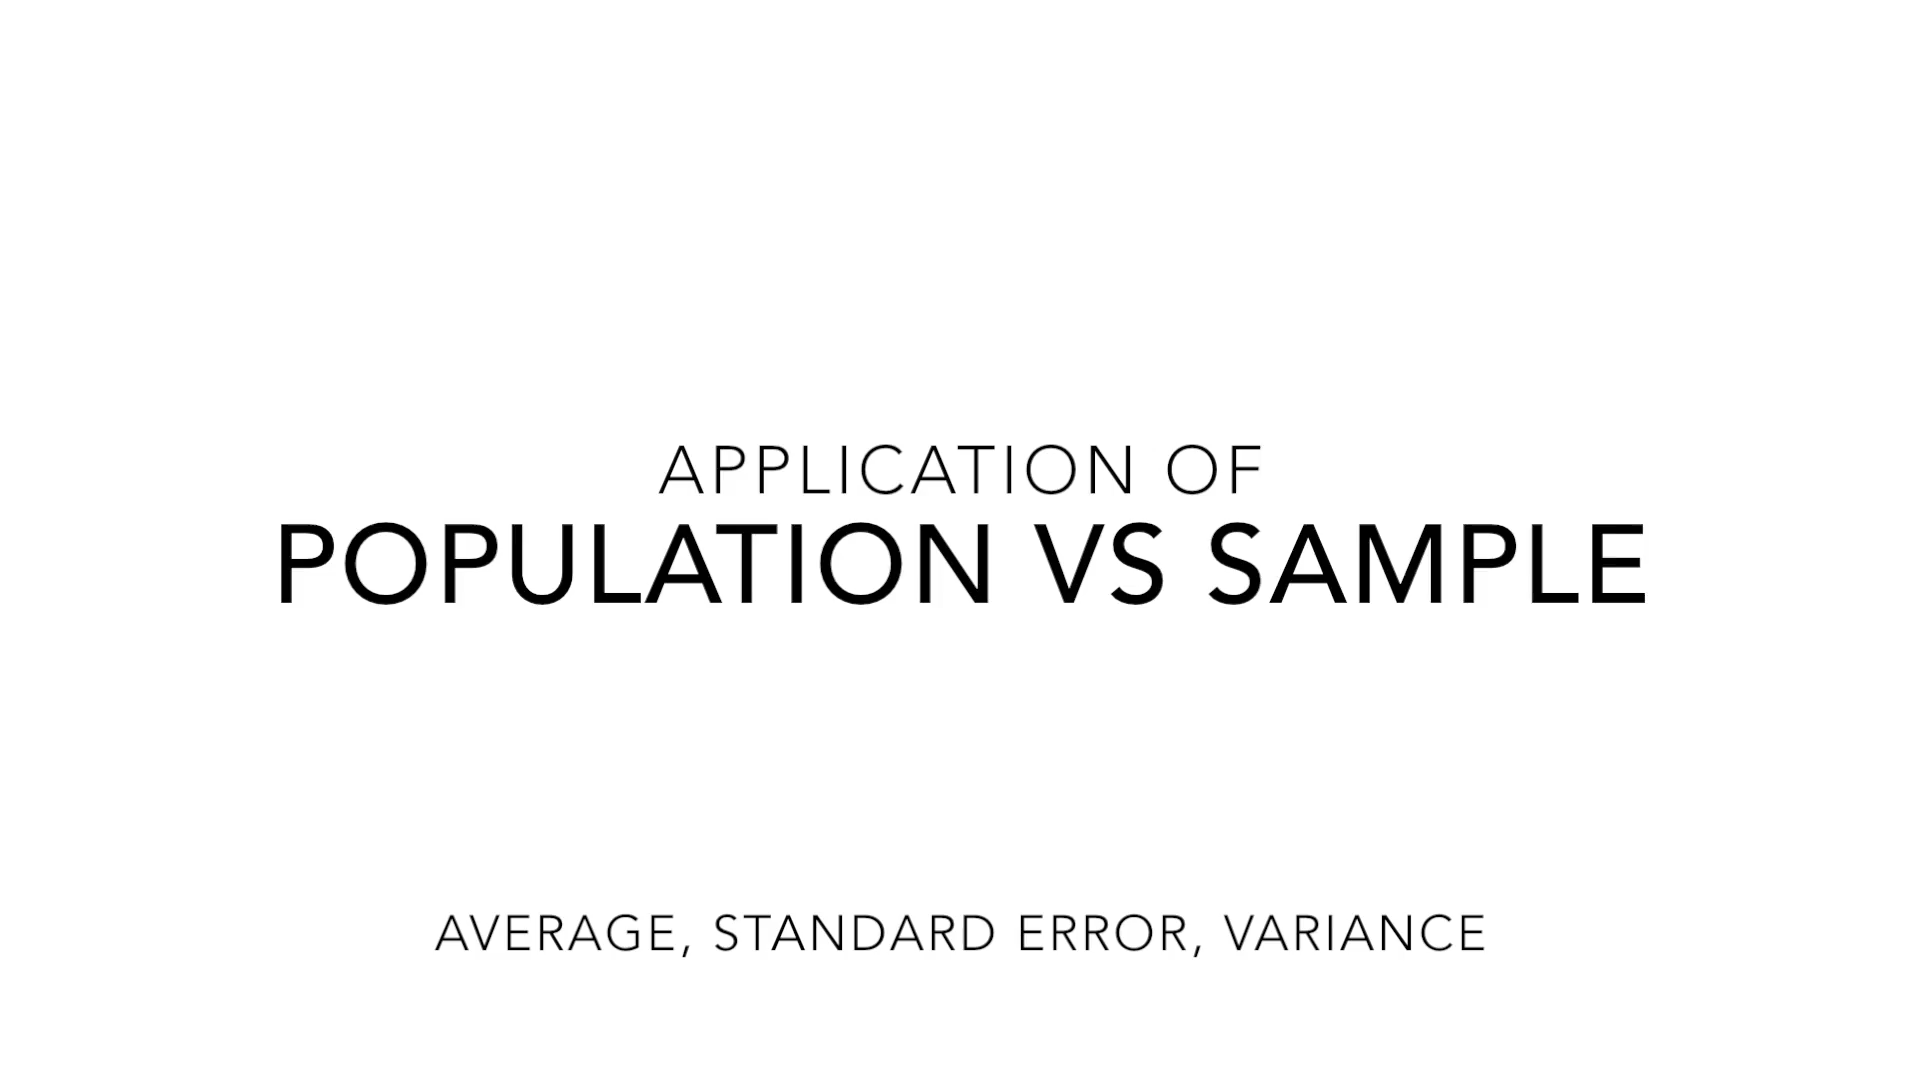 APPLICATION OF
POPULATION VS SAMPLE
AVERAGE, STANDARD ERROR, VARIANCE